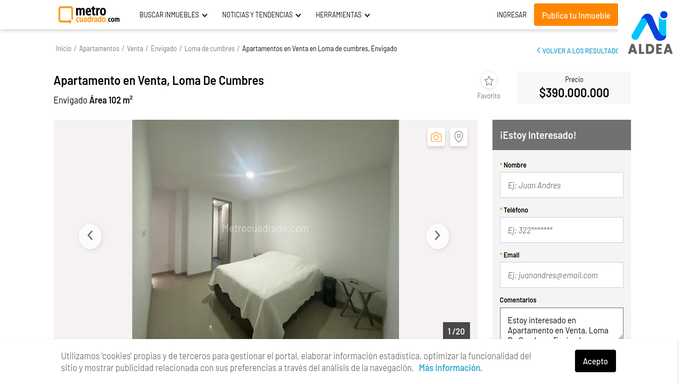 metro
cuadrado.com
BUSCAR INMUEBLES
NOTICIAS Y TENDENCIAS
HERRAMIENTAS
INGRESAR
Publica tu Inmueble
ALDEA
Inicio / Apartamentos / Venta / Envigado / Loma de cumbres / Apartamentos en Venta en Loma de cumbres, Envigado
VOLVER A LOS RESULTAD
Apartamento en Venta, Loma De Cumbres
Envigado Área 102 m²
Favorito
Precio
$390.000.000
¡Estoy Interesado!
* Nombre
Ej: Juan Andres
* Teléfono
Ej: 322*******
* Email
Ej: juanandres@email.com
Comentarios
Estoy interesado en
Apartamento en Venta, Loma
Metrocuadrado.com
1/20
Utilizamos 'cookies' propias y de terceros para gestionar el portal, elaborar información estadística, optimizar la funcionalidad del
sitio y mostrar publicidad relacionada con sus preferencias a través del análisis de la navegación. Más Información.
Acepto